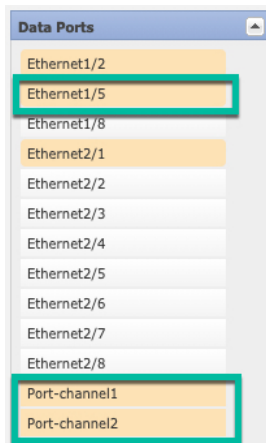 Data Ports
Ethernet1/2
Ethernet1/5
Ethernet1/8
Ethernet2/1
Ethernet2/2
Ethernet2/3
Ethernet2/4
Ethernet2/5
Ethernet2/6
Ethernet2/7
Ethernet2/8
Port-channel1
Port-channel2